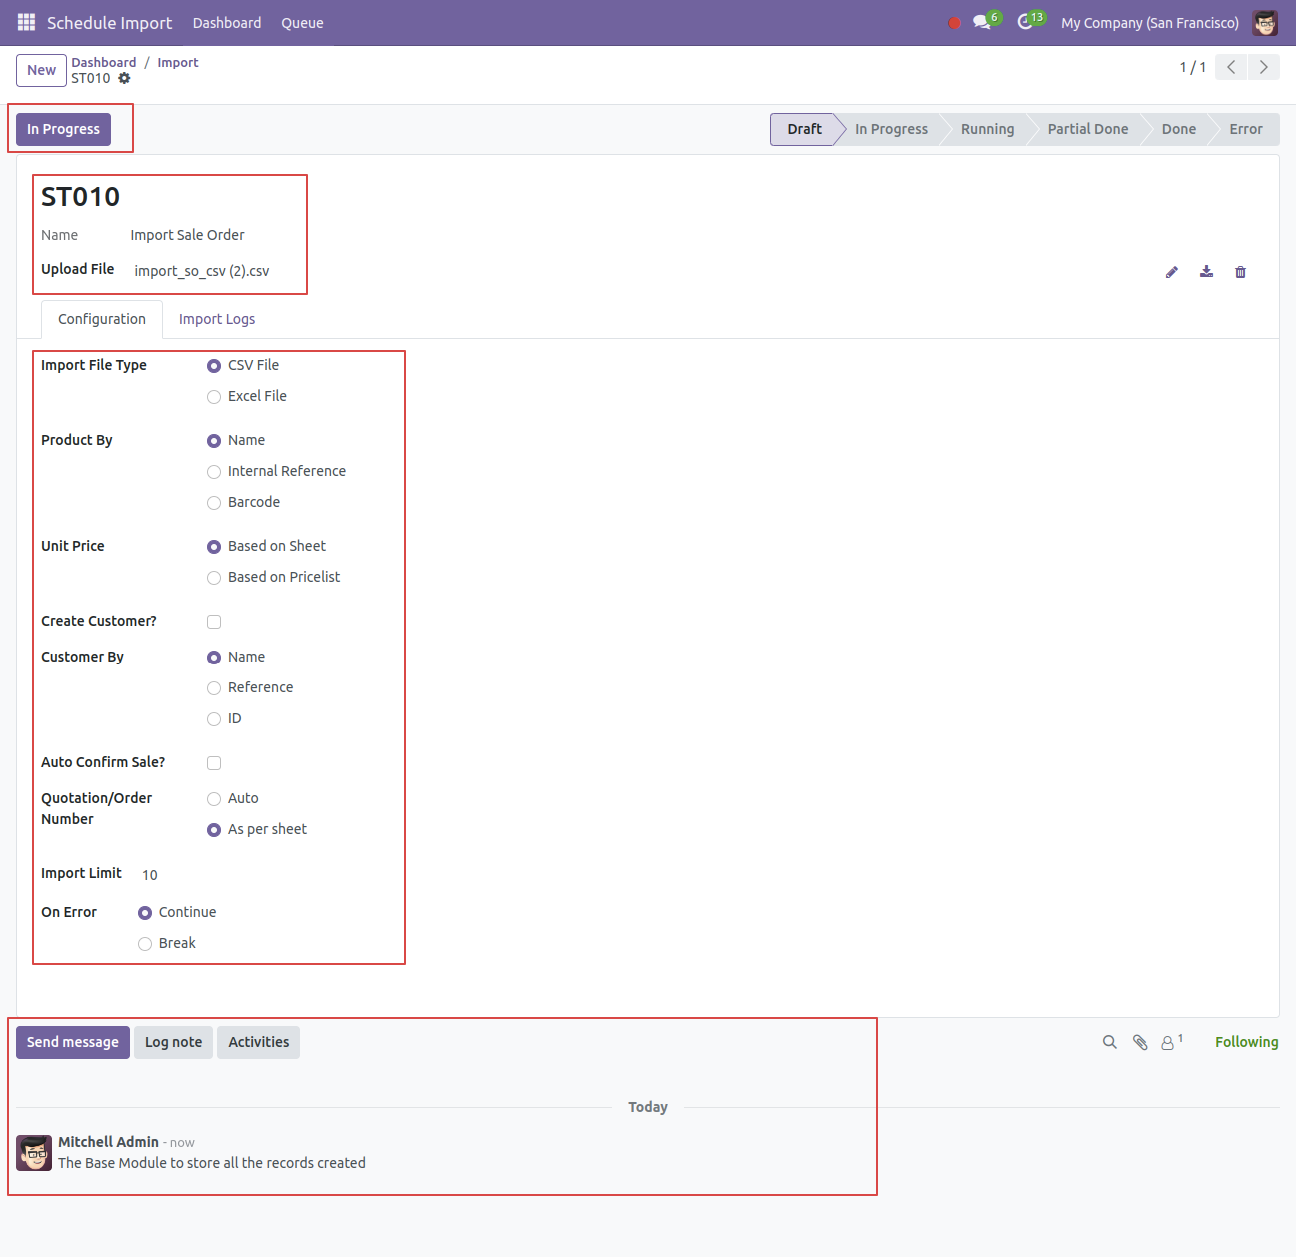 Schedule Import Dashboard Queue 6 13 My Company (San Francisco)
New Dashboard / Import
ST010
1 / 1
In Progress Draft In Progress Running Partial Done Done Error
ST010
Name Import Sale Order
Upload File import_so_csv (2).csv
Configuration Import Logs
Import File Type CSV File
Excel File
Product By Name
Internal Reference
Barcode
Unit Price Based on Sheet
Based on Pricelist
Create Customer?
Customer By Name
Reference
ID
Auto Confirm Sale?
Quotation/Order Number Auto
As per sheet
Import Limit 10
On Error Continue
Break
Send message Log note Activities 1 Following
Today
Mitchell Admin - now
The Base Module to store all the records created